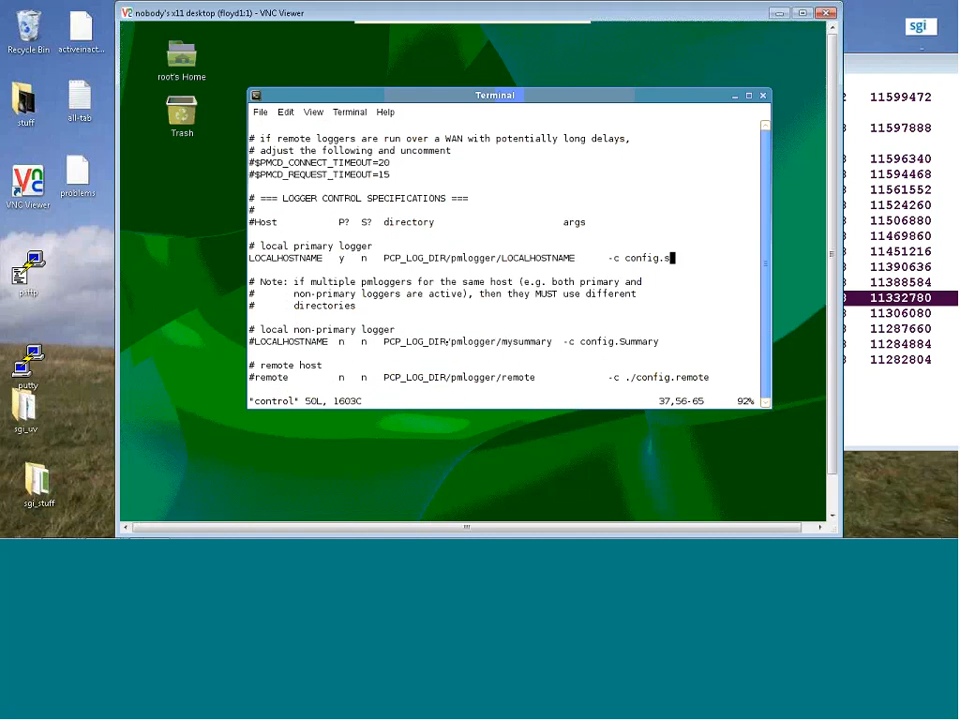 nobody's x11 desktop (floyd1:1) - VNC Viewer
sgi
Recycle Bin
activeinact...
stuff
all-tab
VNC Viewer
problems
psftp
putty
sgi_uv
sgi_stuff
root's Home
Trash
Terminal
File Edit View Terminal Help
# if remote loggers are run over a WAN with potentially long delays,
# adjust the following and uncomment
#$PMCD_CONNECT_TIMEOUT=20
#$PMCD_REQUEST_TIMEOUT=15
# === LOGGER CONTROL SPECIFICATIONS ===
#
#Host P? S? directory args
# local primary logger
LOCALHOSTNAME y n PCP_LOG_DIR/pmlogger/LOCALHOSTNAME -c config.s
# Note: if multiple pmloggers for the same host (e.g. both primary and
# non-primary loggers are active), then they MUST use different
# directories
# local non-primary logger
#LOCALHOSTNAME n n PCP_LOG_DIR/pmlogger/mysummary -c config.Summary
# remote host
#remote n n PCP_LOG_DIR/pmlogger/remote -c ./config.remote
"control" 50L, 1603C 37,56-65 92%
11599472
11597888
11596340
11594468
11561552
11524260
11506880
11469860
11451216
11390636
11388584
11332780
11306080
11287660
11284884
11282804